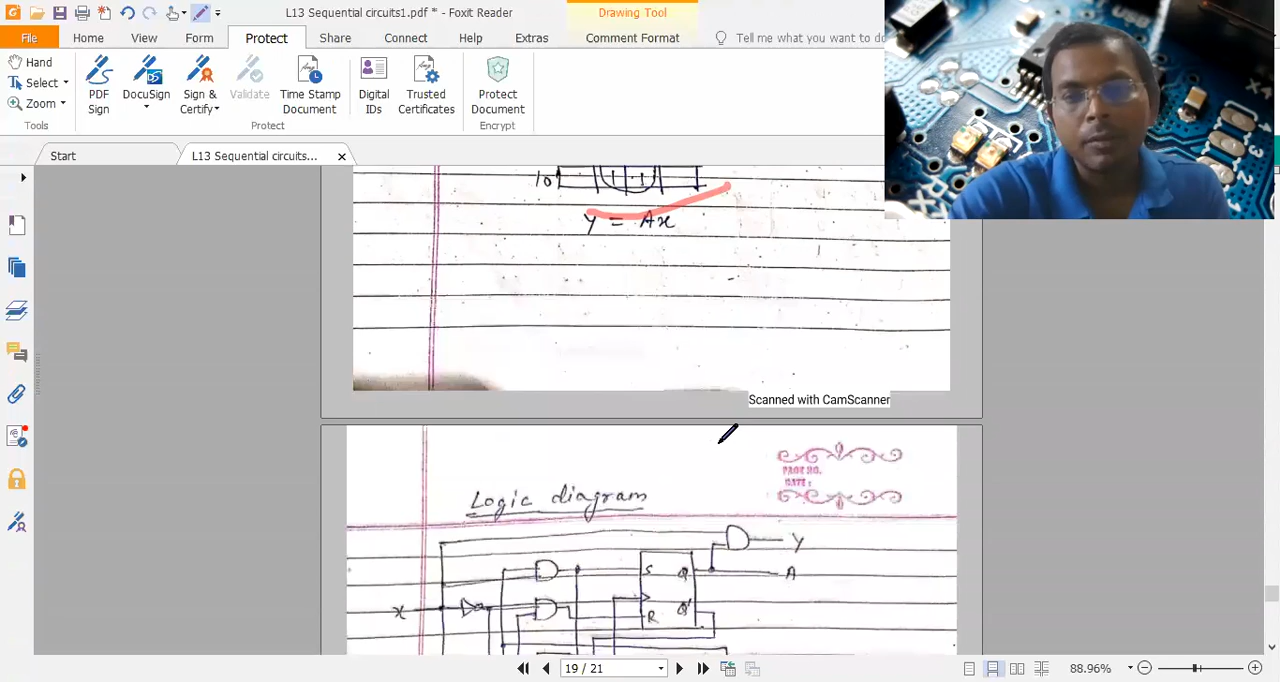 L13 Sequential circuits1.pdf * - Foxit Reader
Drawing Tool
File
Home
View
Form
Protect
Share
Connect
Help
Extras
Comment Format
Tell me what you want to do
Hand
Select
Zoom
Tools
PDF Sign
DocuSign
Sign & Certify
Validate
Time Stamp Document
Digital IDs
Trusted Certificates
Protect Document
Protect
Encrypt
Start
L13 Sequential circuits...
10
1 1
Y = Ax
Scanned with CamScanner
PAGE NO.
DATE:
Logic diagram
Y
S
Q
A
x
R
Q'
19 / 21
88.96%